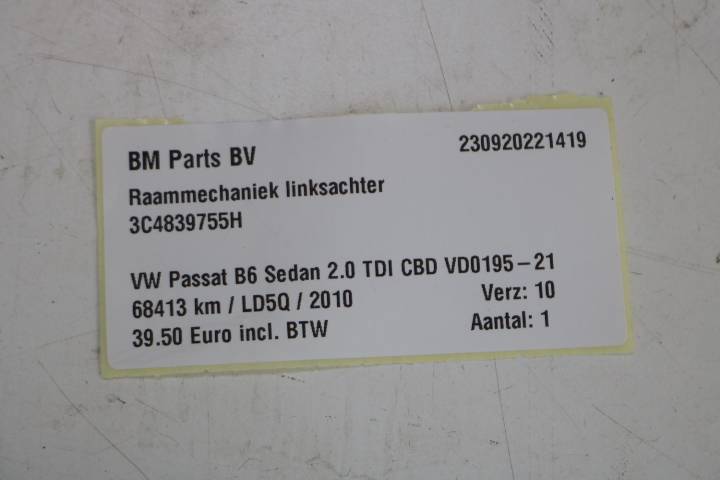 BM Parts BV 230920221419
Raammechaniek linksachter
3C4839755H
VW Passat B6 Sedan 2.0 TDI CBD VD0195-21
68413 km / LD5Q / 2010 Verz: 10
39.50 Euro incl. BTW Aantal: 1